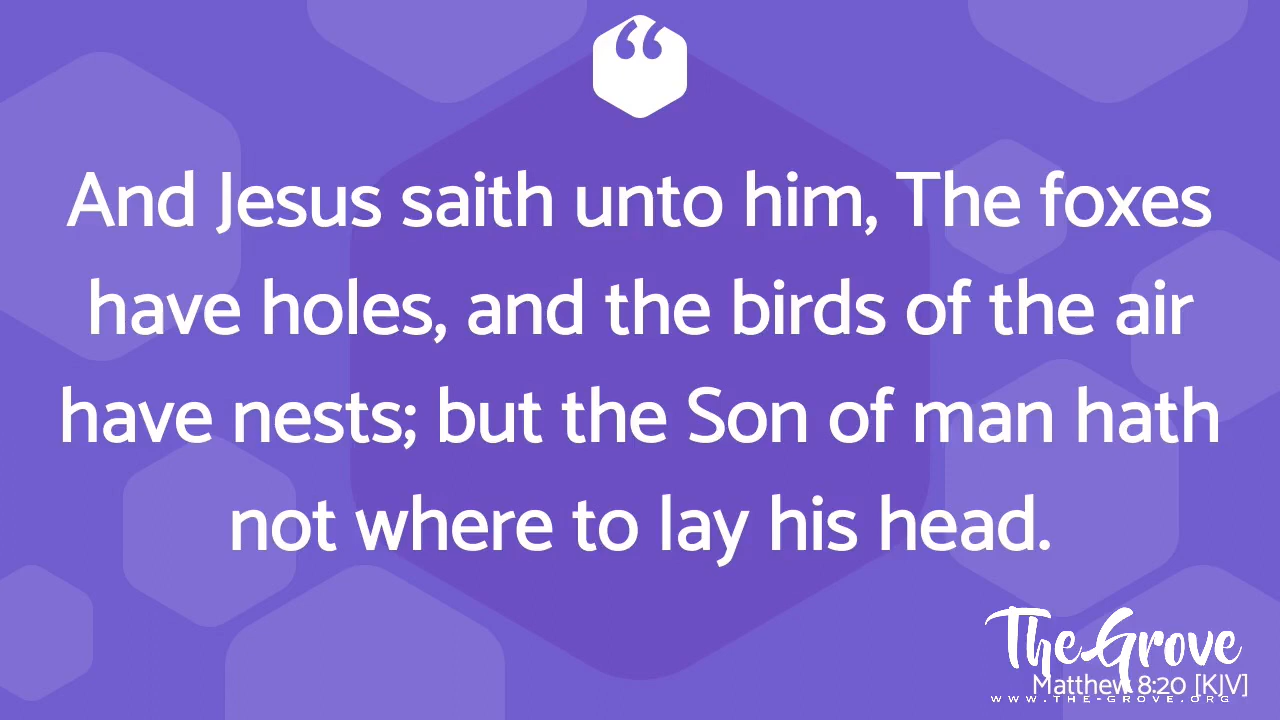 “
And Jesus saith unto him, The foxes
have holes, and the birds of the air
have nests; but the Son of man hath
not where to lay his head.
The Grove
Matthew 8:20 [KJV]
WWW.THE-GROVE.ORG